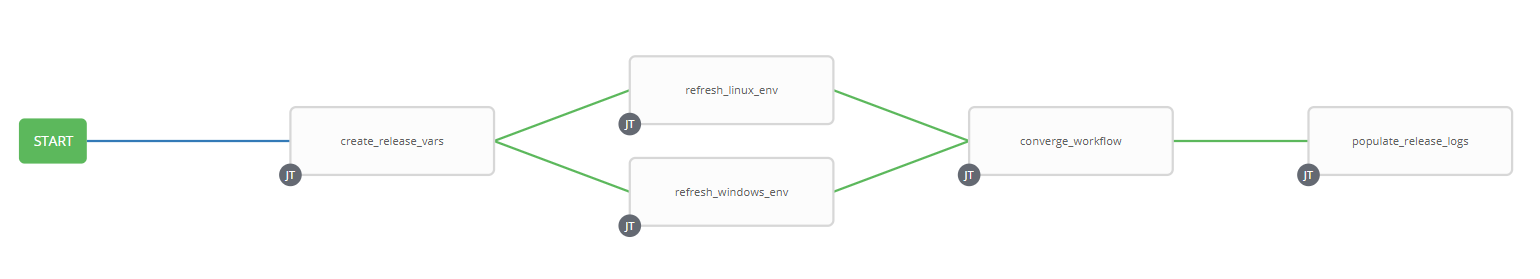 START
create_release_vars
JT
refresh_linux_env
JT
refresh_windows_env
JT
converge_workflow
JT
populate_release_logs
JT